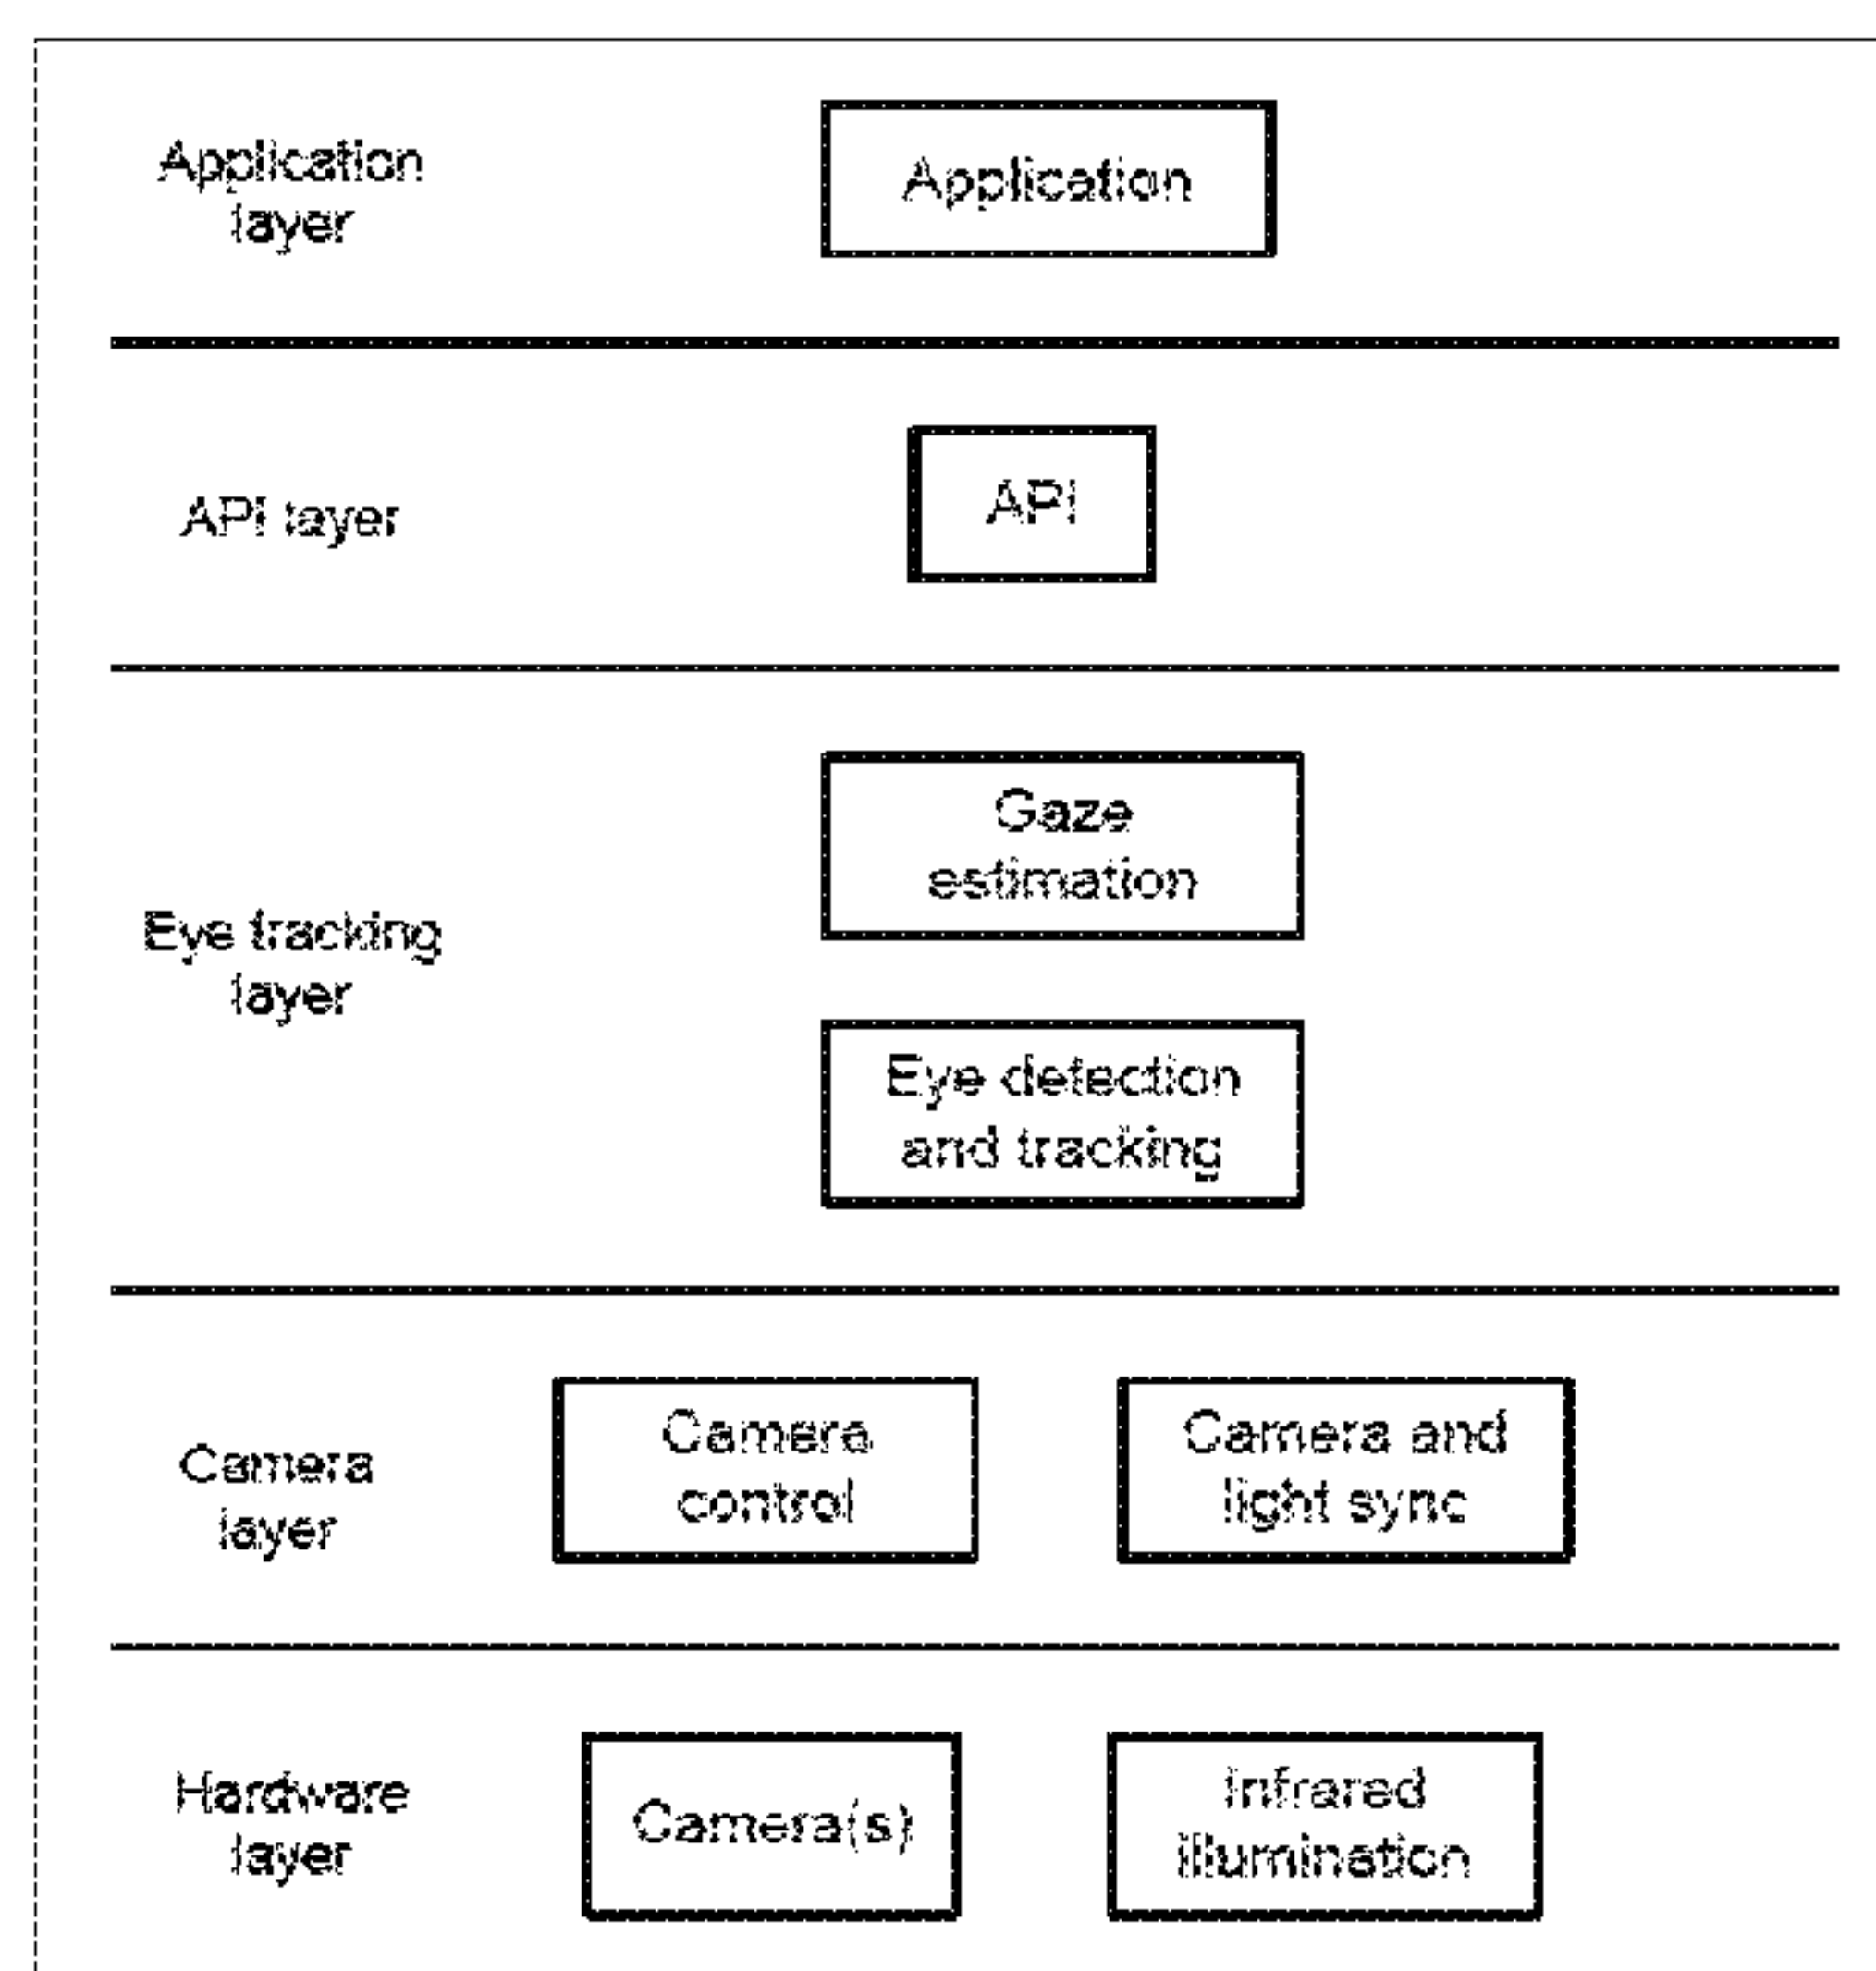 Application
layer
Application
API layer
API
Eye tracking
layer
Gaze
estimation
Eye detection
and tracking
Camera
layer
Camera
control
Camera and
light sync
Hardware
layer
Camera(s)
Infrared
illumination